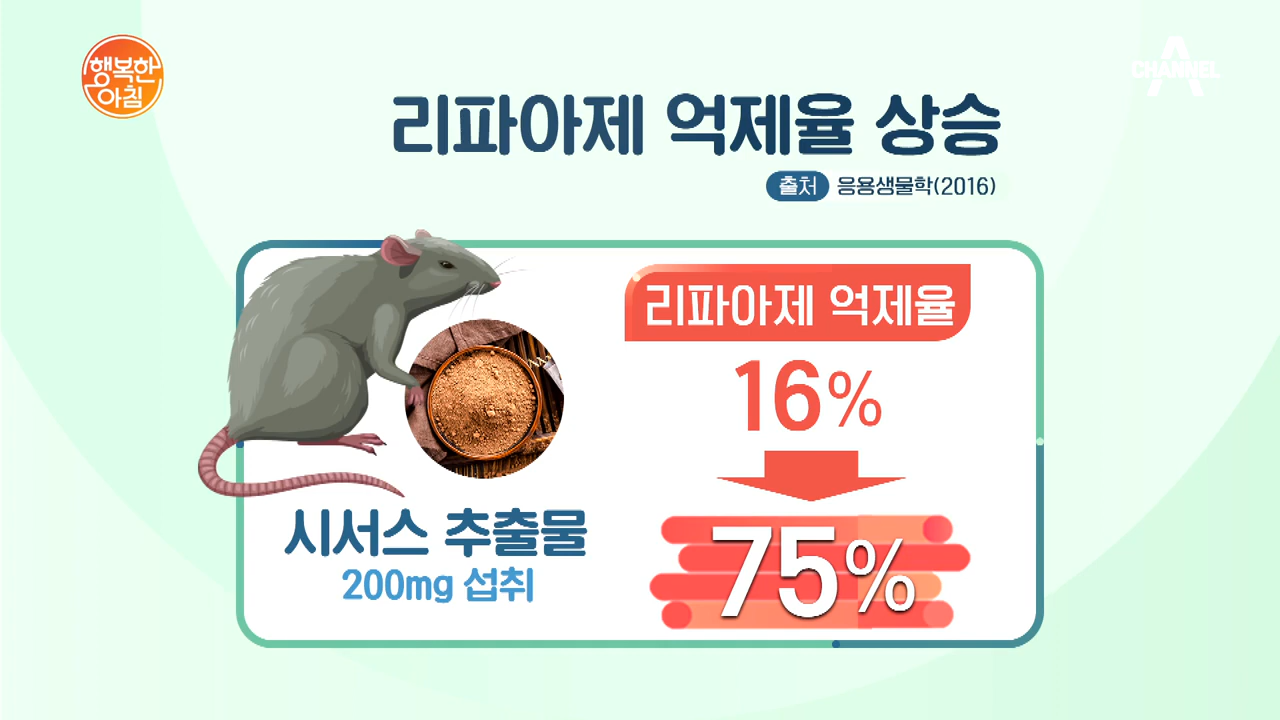 행복한
아침
CHANNEL A
리파아제 억제율 상승
출처 응용생물학(2016)
리파아제 억제율
16%
75%
시서스 추출물
200mg 섭취